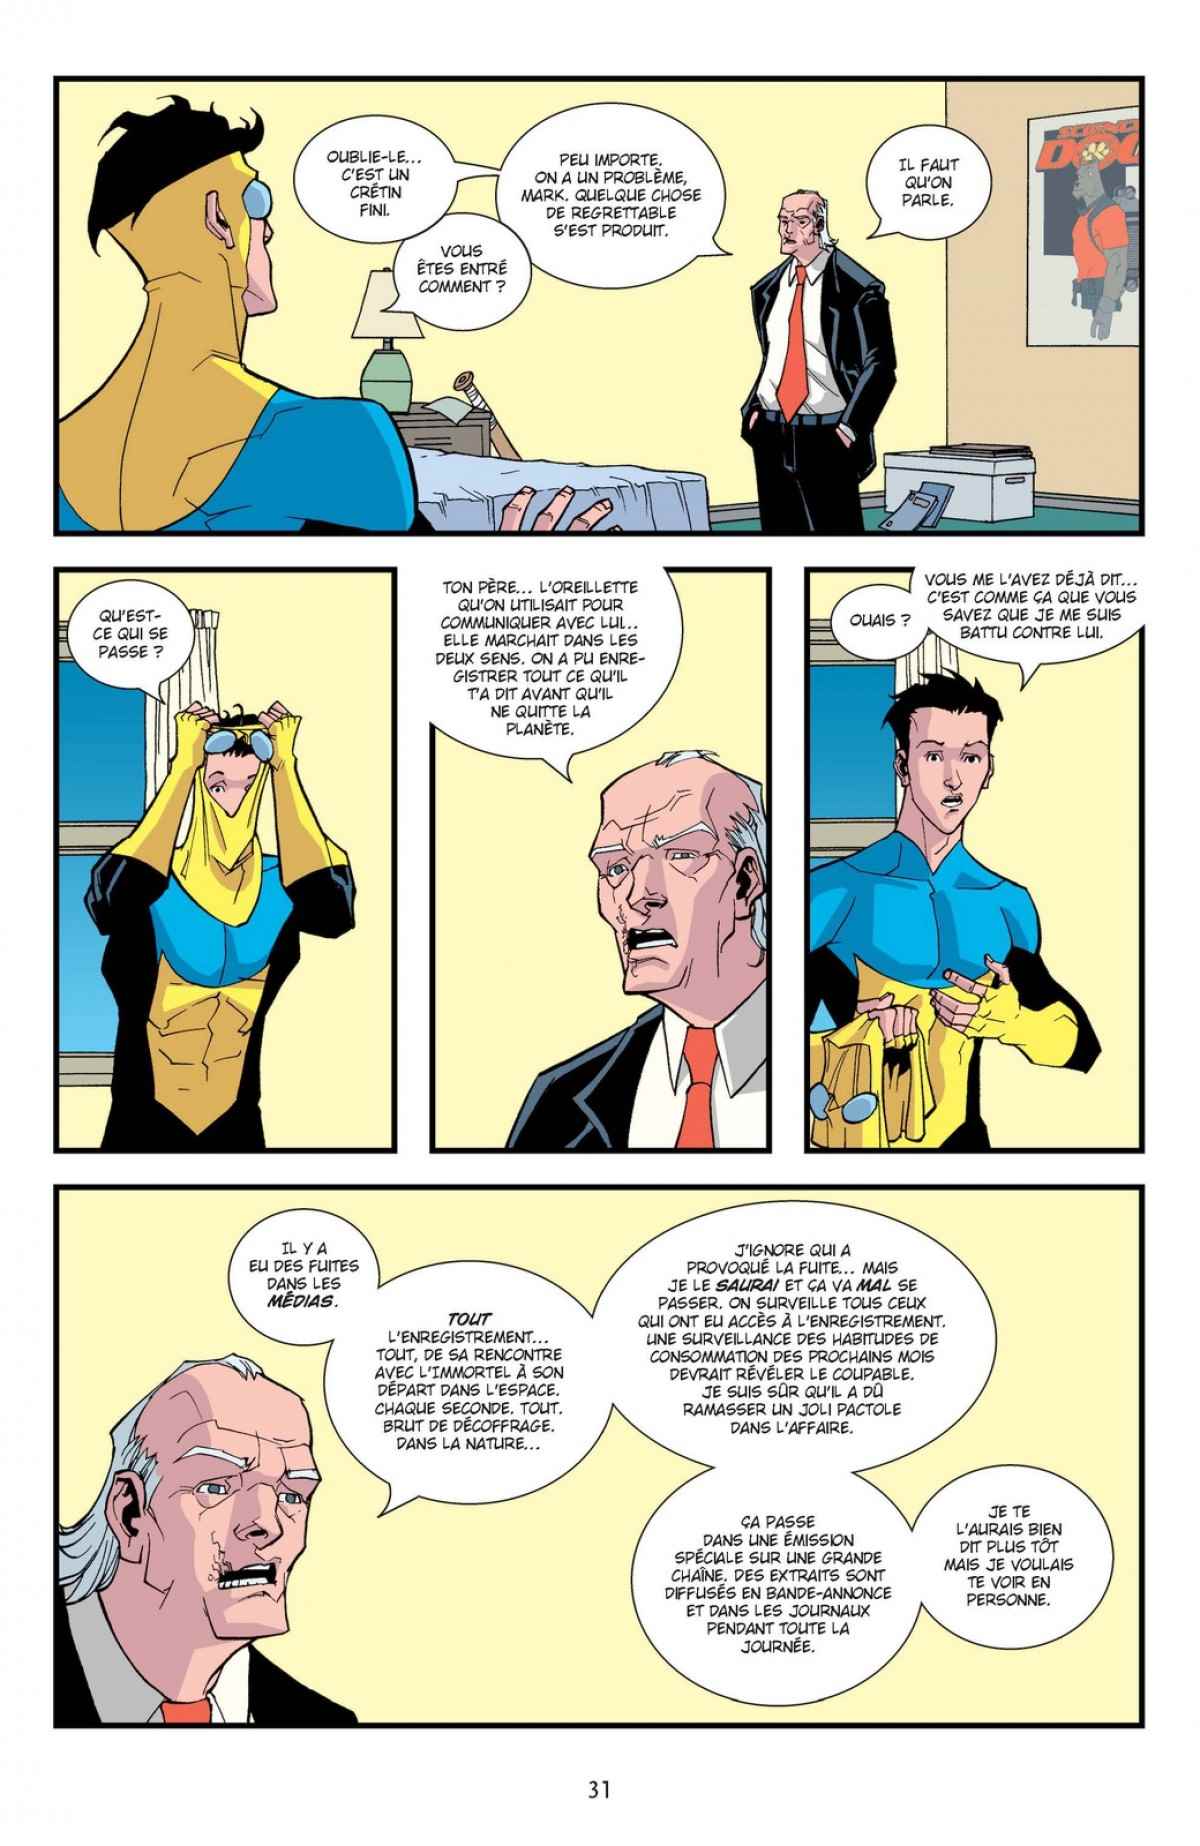 OUBLIE-LE...
C'EST UN
CRÉTIN
FINI.
VOUS
ÊTES ENTRÉ
COMMENT ?
PEU IMPORTE.
ON A UN PROBLÈME,
MARK. QUELQUE CHOSE
DE REGRETTABLE
S'EST PRODUIT.
IL FAUT
QU'ON
PARLE.
SCIENC
DOG
QU'EST-
CE QUI SE
PASSE ?
TON PÈRE... L'OREILLETTE
QU'ON UTILISAIT POUR
COMMUNIQUER AVEC LUI..
ELLE MARCHAIT DANS LES
DEUX SENS. ON A PU ENRE-
GISTRER TOUT CE QU'IL
T'A DIT AVANT QU'IL
NE QUITTE LA
PLANÈTE.
OUAIS ?
VOUS ME L'AVEZ DÉJÀ DIT...
C'EST COMME ÇA QUE VOUS
SAVEZ QUE JE ME SUIS
BATTU CONTRE LUI.
IL Y A
EU DES FUITES
DANS LES
MÉDIAS.
TOUT
L'ENREGISTREMENT...
TOUT, DE SA RENCONTRE
AVEC L'IMMORTEL À SON
DÉPART DANS L'ESPACE.
CHAQUE SECONDE. TOUT.
BRUT DE DÉCOFFRAGE.
DANS LA NATURE...
J'IGNORE QUI A
PROVOQUÉ LA FUITE... MAIS
JE LE SAURAI ET ÇA VA MAL SE
PASSER. ON SURVEILLE TOUS CEUX
QUI ONT EU ACCÈS À L'ENREGISTREMENT.
UNE SURVEILLANCE DES HABITUDES DE
CONSOMMATION DES PROCHAINS MOIS
DEVRAIT RÉVÉLER LE COUPABLE.
JE SUIS SÛR QU'IL A DÛ
RAMASSER UN JOLI PACTOLE
DANS L'AFFAIRE.
ÇA PASSE
DANS UNE ÉMISSION
SPÉCIALE SUR UNE GRANDE
CHAÎNE. DES EXTRAITS SONT
DIFFUSÉS EN BANDE-ANNONCE
ET DANS LES JOURNAUX
PENDANT TOUTE LA
JOURNÉE.
JE TE
L'AURAIS BIEN
DIT PLUS TÔT
MAIS JE VOULAIS
TE VOIR EN
PERSONNE.
31